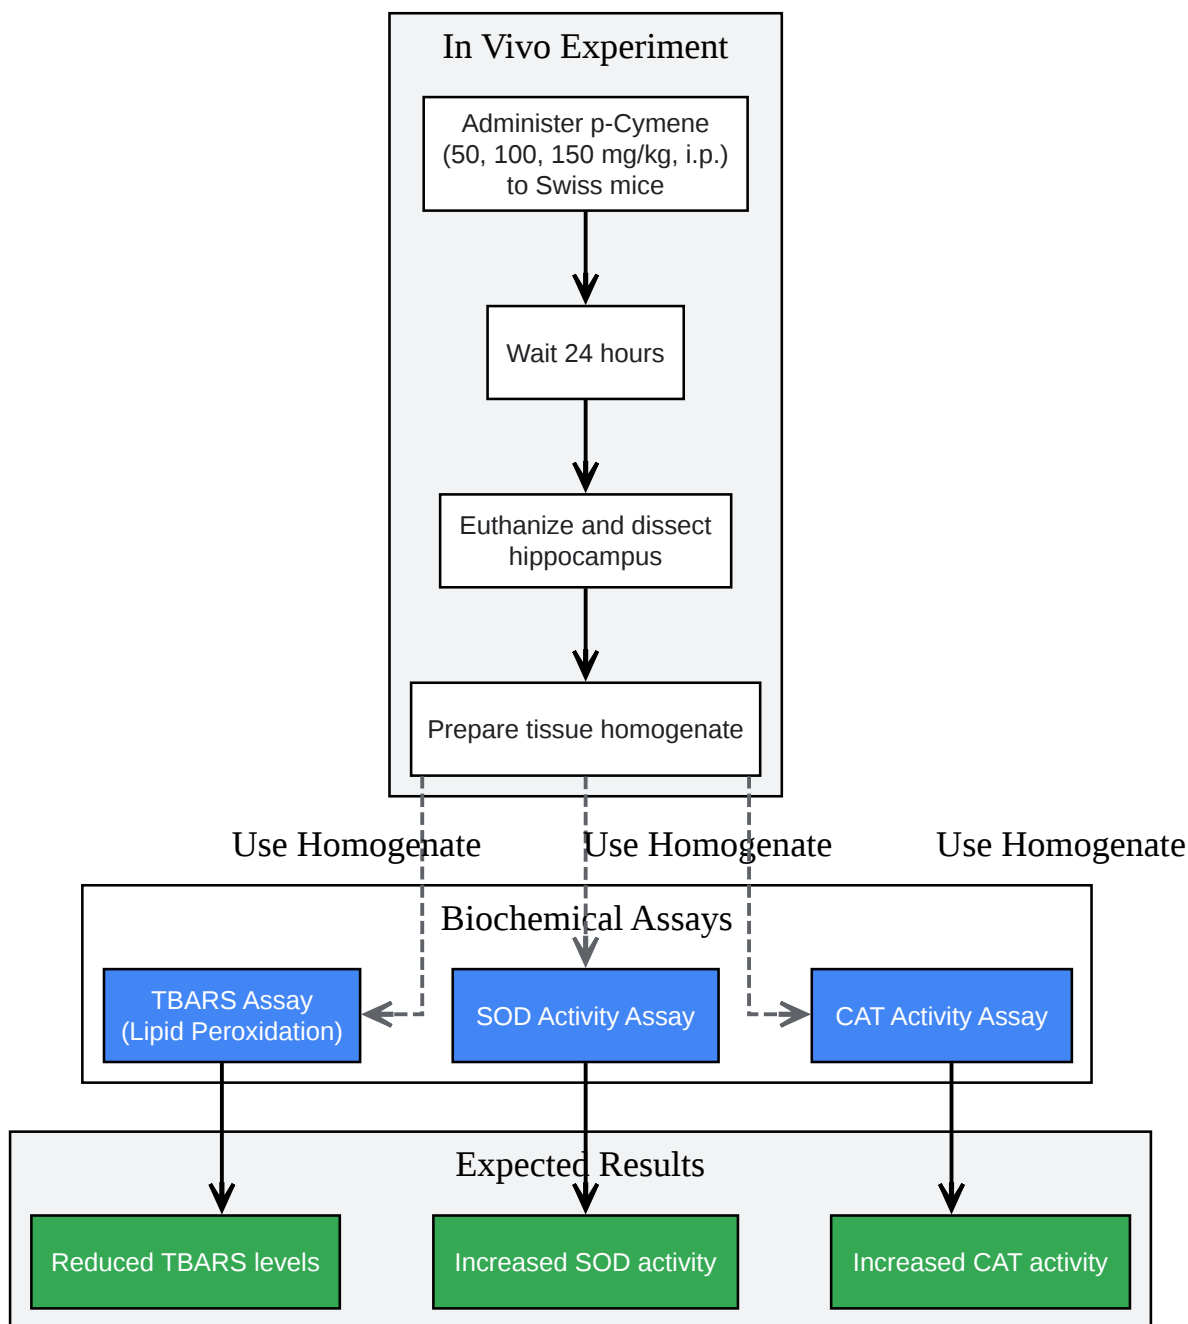 In Vivo Experiment
Administer p-Cymene
(50, 100, 150 mg/kg, i.p.)
to Swiss mice
Wait 24 hours
Euthanize and dissect
hippocampus
Prepare tissue homogenate
Use Homogenate
Use Homogenate
Use Homogenate
Biochemical Assays
TBARS Assay
(Lipid Peroxidation)
SOD Activity Assay
CAT Activity Assay
Expected Results
Reduced TBARS levels
Increased SOD activity
Increased CAT activity